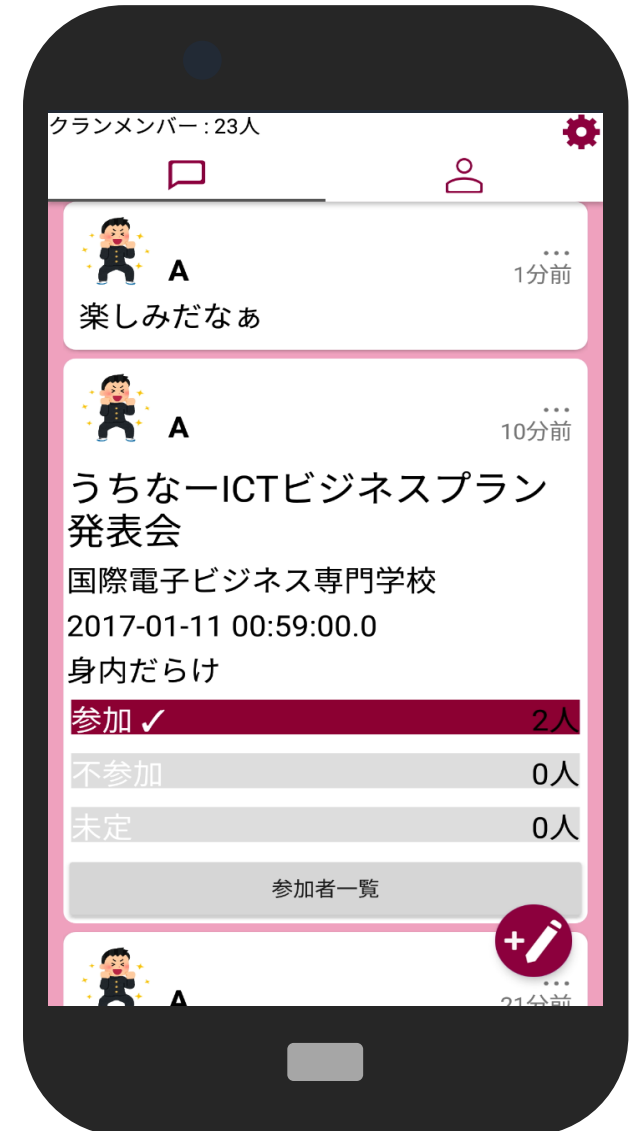 クランメンバー : 23人
A
...
1分前
楽しみだなぁ
A
...
10分前
うちなーICTビジネスプラン
発表会
国際電子ビジネス専門学校
2017-01-11 00:59:00.0
身内だらけ
参加 ✓ 2人
不参加 0人
未定 0人
参加者一覧
A
...
21分前